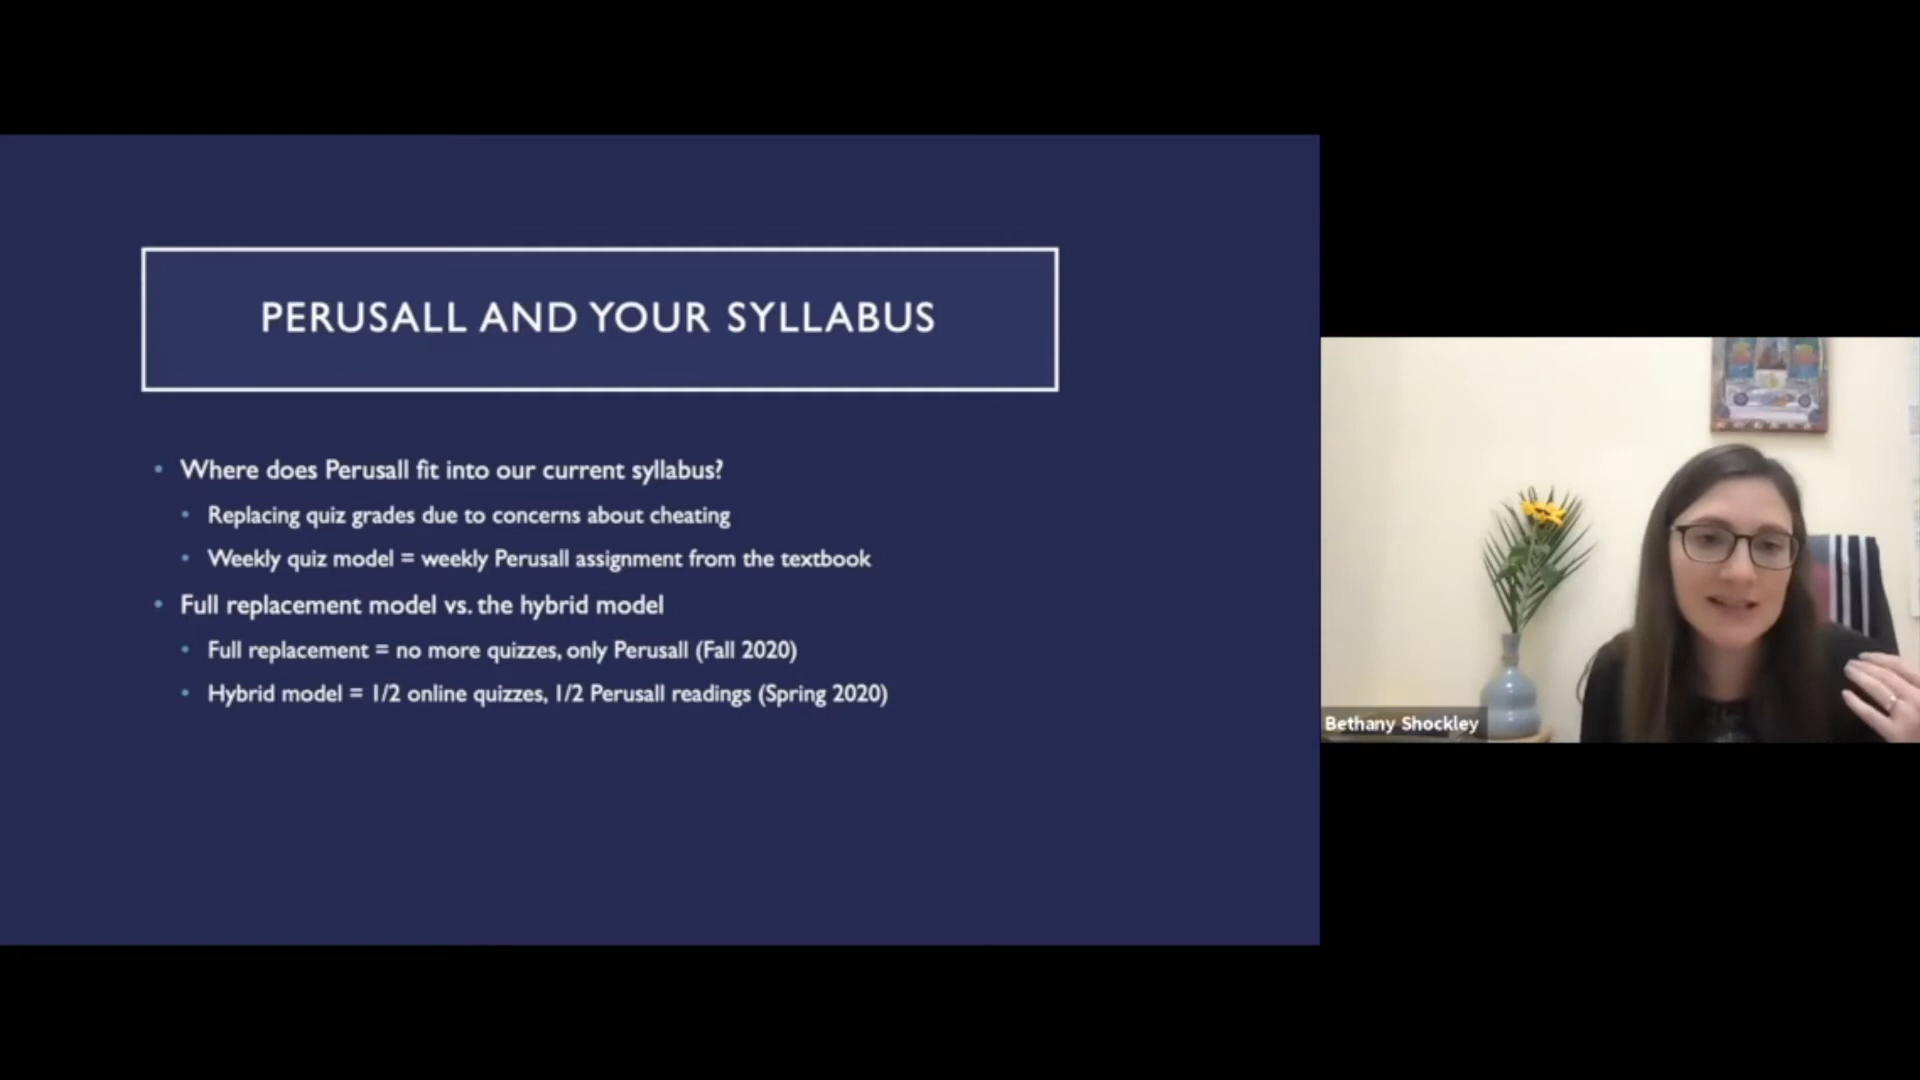 PERUSALL AND YOUR SYLLABUS
• Where does Perusall fit into our current syllabus?
• Replacing quiz grades due to concerns about cheating
• Weekly quiz model = weekly Perusall assignment from the textbook
• Full replacement model vs. the hybrid model
• Full replacement = no more quizzes, only Perusall (Fall 2020)
• Hybrid model = 1/2 online quizzes, 1/2 Perusall readings (Spring 2020)
Bethany Shockley